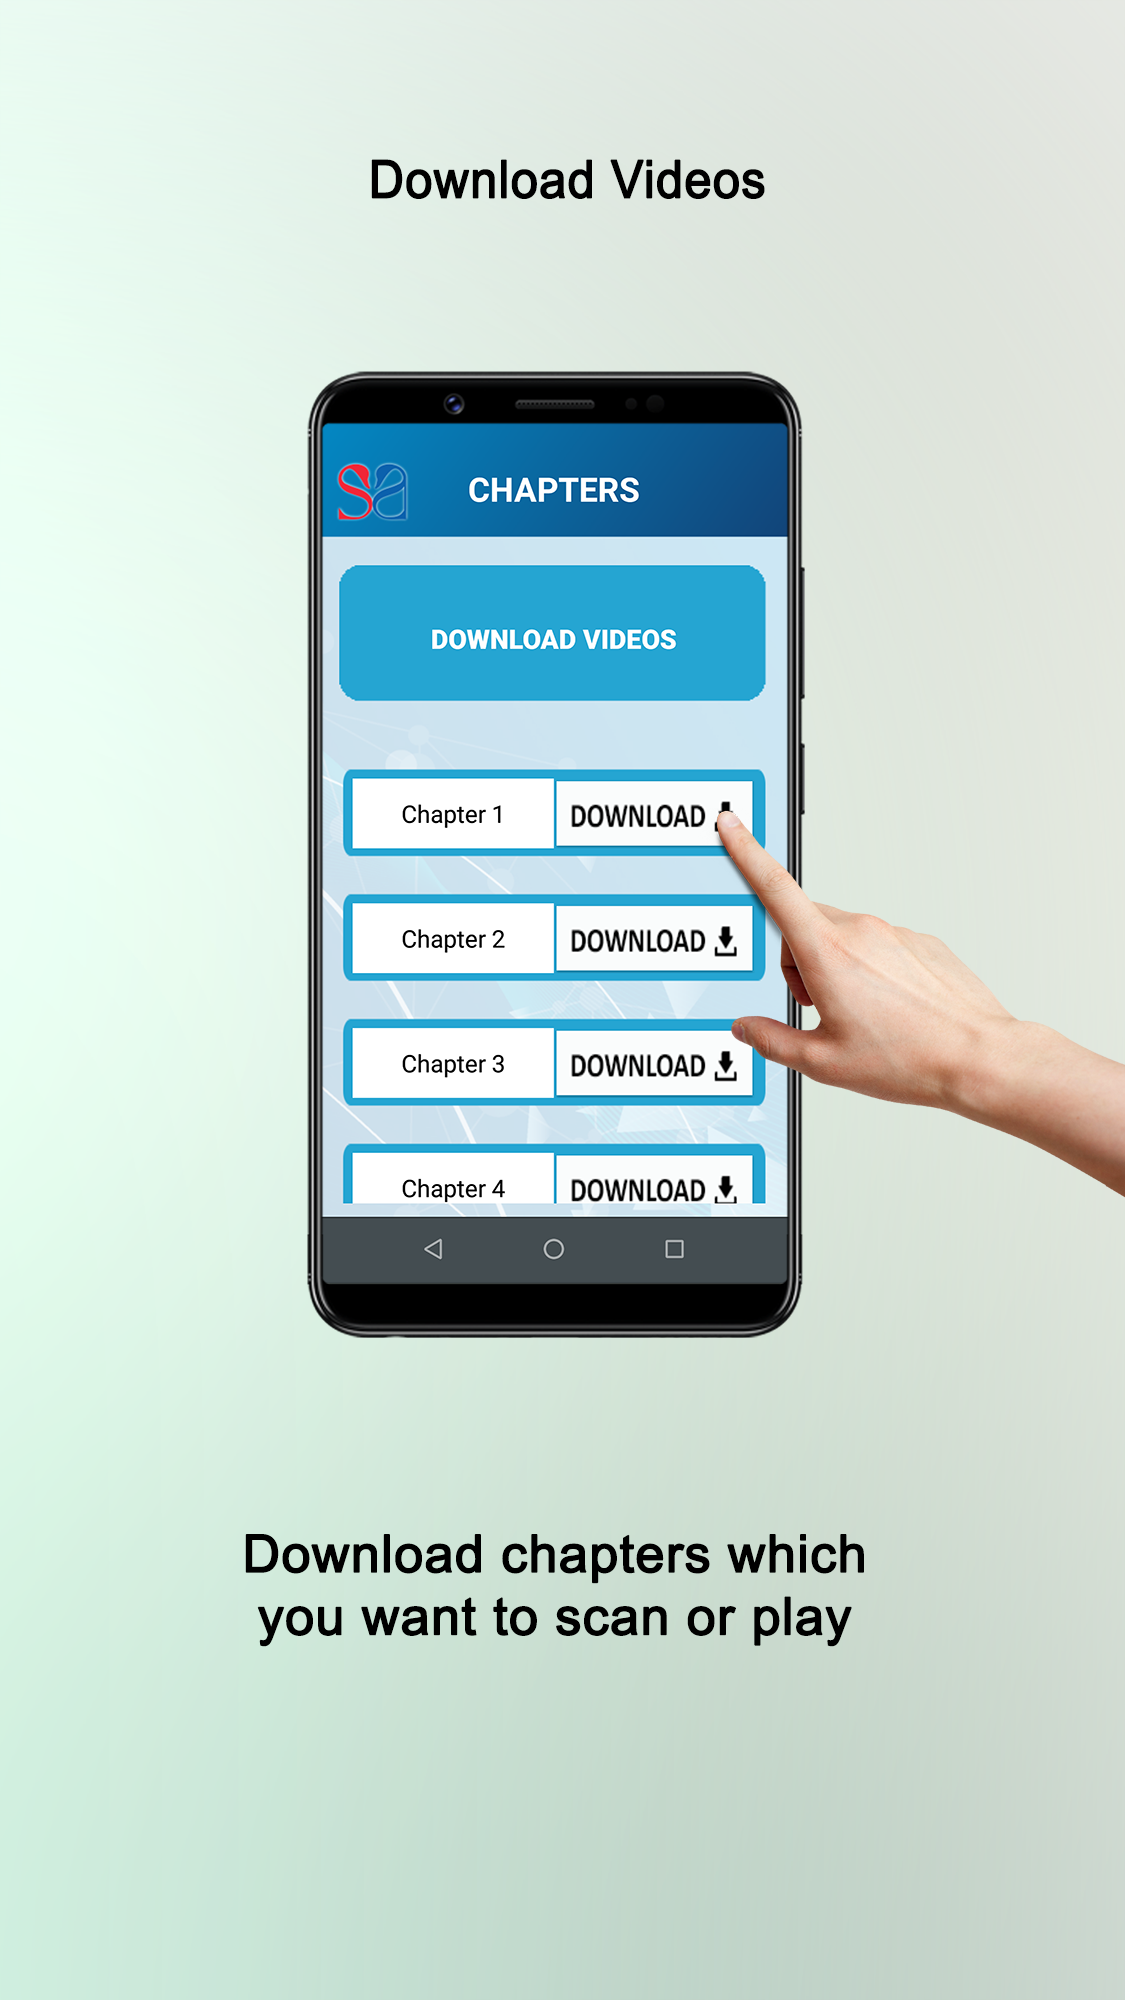 Download Videos
sa
CHAPTERS
DOWNLOAD VIDEOS
Chapter 1 DOWNLOAD
Chapter 2 DOWNLOAD
Chapter 3 DOWNLOAD
Chapter 4 DOWNLOAD
Download chapters which
you want to scan or play